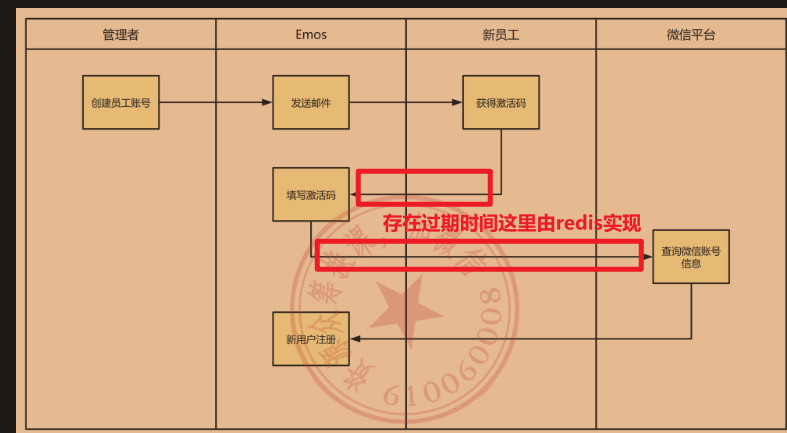 管理者
Emos
新员工
微信平台
创建员工账号
发送邮件
获得激活码
填写激活码
存在过期时间这里由redis实现
查询微信账号
信息
新用户注册
610060008